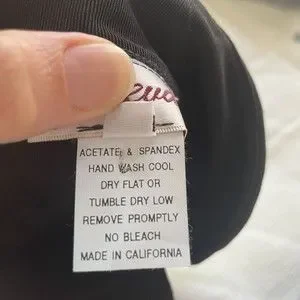 ACETATE & SPANDEX
HAND WASH COOL
DRY FLAT OR
TUMBLE DRY LOW
REMOVE PROMPTLY
NO BLEACH
MADE IN CALIFORNIA